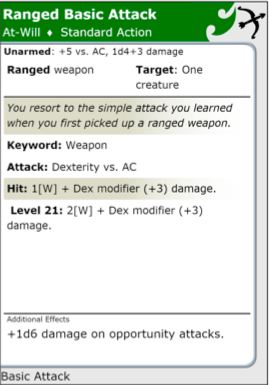 Ranged Basic Attack
At-Will ♦ Standard Action
Unarmed: +5 vs. AC, 1d4+3 damage
Ranged weapon Target: One
creature
You resort to the simple attack you learned
when you first picked up a ranged weapon.
Keyword: Weapon
Attack: Dexterity vs. AC
Hit: 1[W] + Dex modifier (+3) damage.
Level 21: 2[W] + Dex modifier (+3)
damage.
Additional Effects
+1d6 damage on opportunity attacks.
Basic Attack